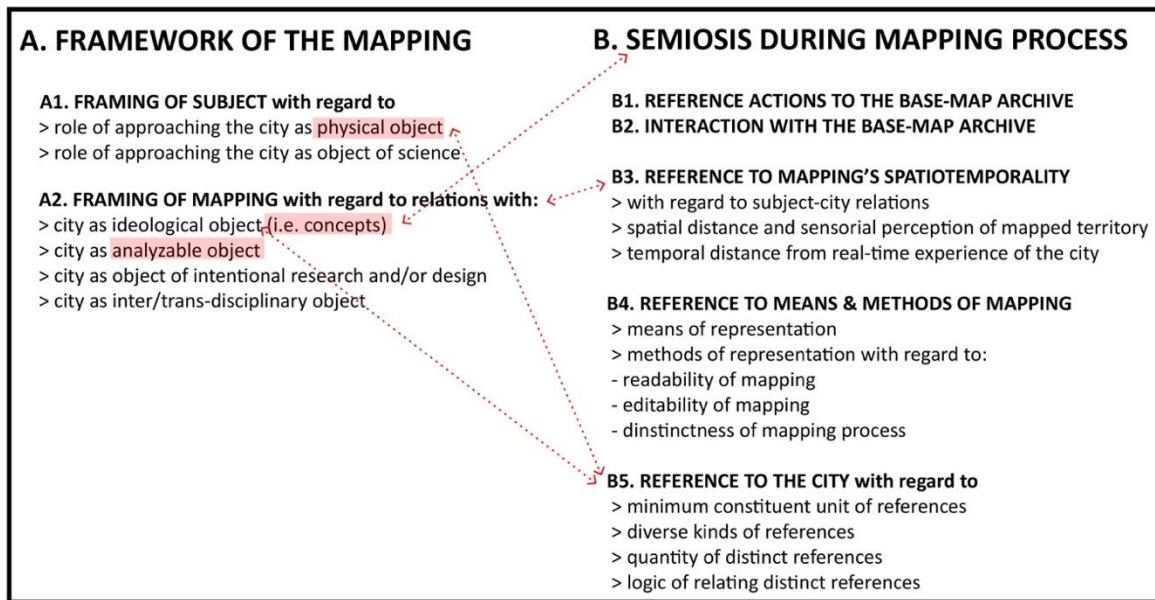 A. FRAMEWORK OF THE MAPPING
A1. FRAMING OF SUBJECT with regard to
> role of approaching the city as physical object
> role of approaching the city as object of science
A2. FRAMING OF MAPPING with regard to relations with:
> city as ideological object (i.e. concepts)
> city as analyzable object
> city as object of intentional research and/or design
> city as inter/trans-disciplinary object
B. SEMIOSIS DURING MAPPING PROCESS
B1. REFERENCE ACTIONS TO THE BASE-MAP ARCHIVE
B2. INTERACTION WITH THE BASE-MAP ARCHIVE
B3. REFERENCE TO MAPPING'S SPATIOTEMPORALITY
> with regard to subject-city relations
> spatial distance and sensorial perception of mapped territory
> temporal distance from real-time experience of the city
B4. REFERENCE TO MEANS & METHODS OF MAPPING
> means of representation
> methods of representation with regard to:
- readability of mapping
- editability of mapping
- dinstinctness of mapping process
B5. REFERENCE TO THE CITY with regard to
> minimum constituent unit of references
> diverse kinds of references
> quantity of distinct references
> logic of relating distinct references